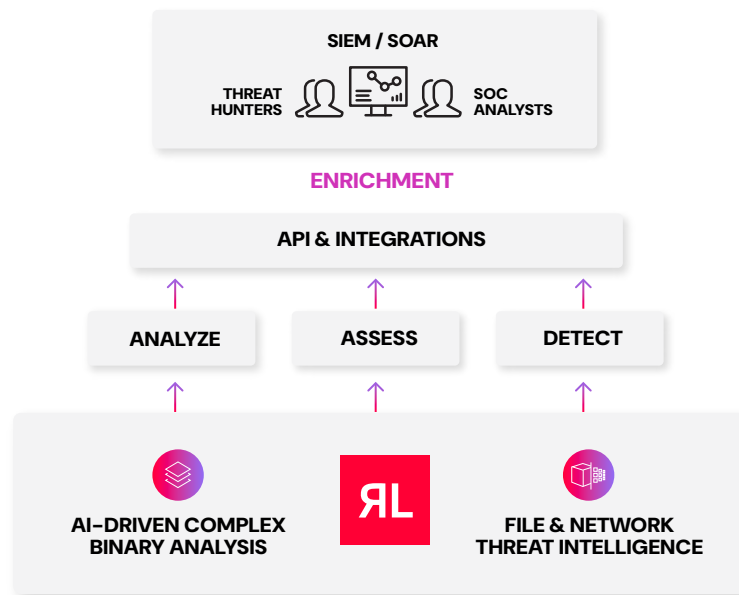 SIEM / SOAR
THREAT
HUNTERS
SOC
ANALYSTS
ENRICHMENT
API & INTEGRATIONS
ANALYZE
ASSESS
DETECT
AI-DRIVEN COMPLEX
BINARY ANALYSIS
ЯL
FILE & NETWORK
THREAT INTELLIGENCE